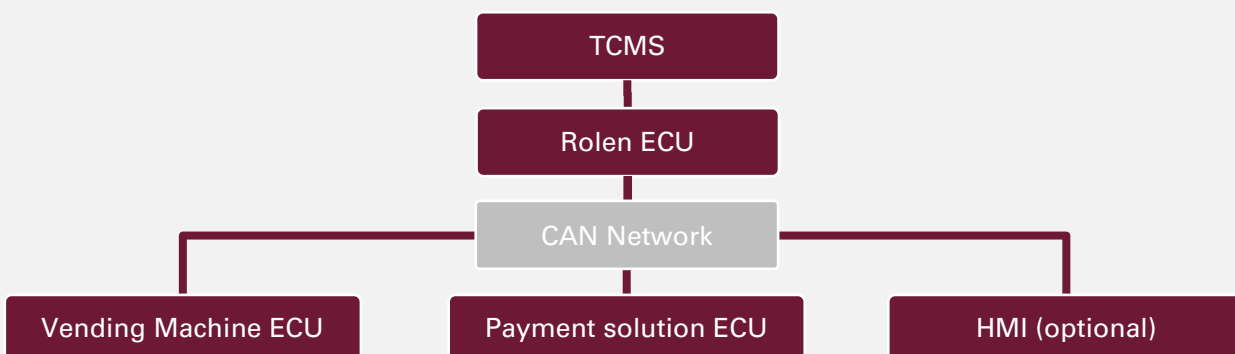 TCMS
Rolen ECU
CAN Network
Vending Machine ECU
Payment solution ECU
HMI (optional)